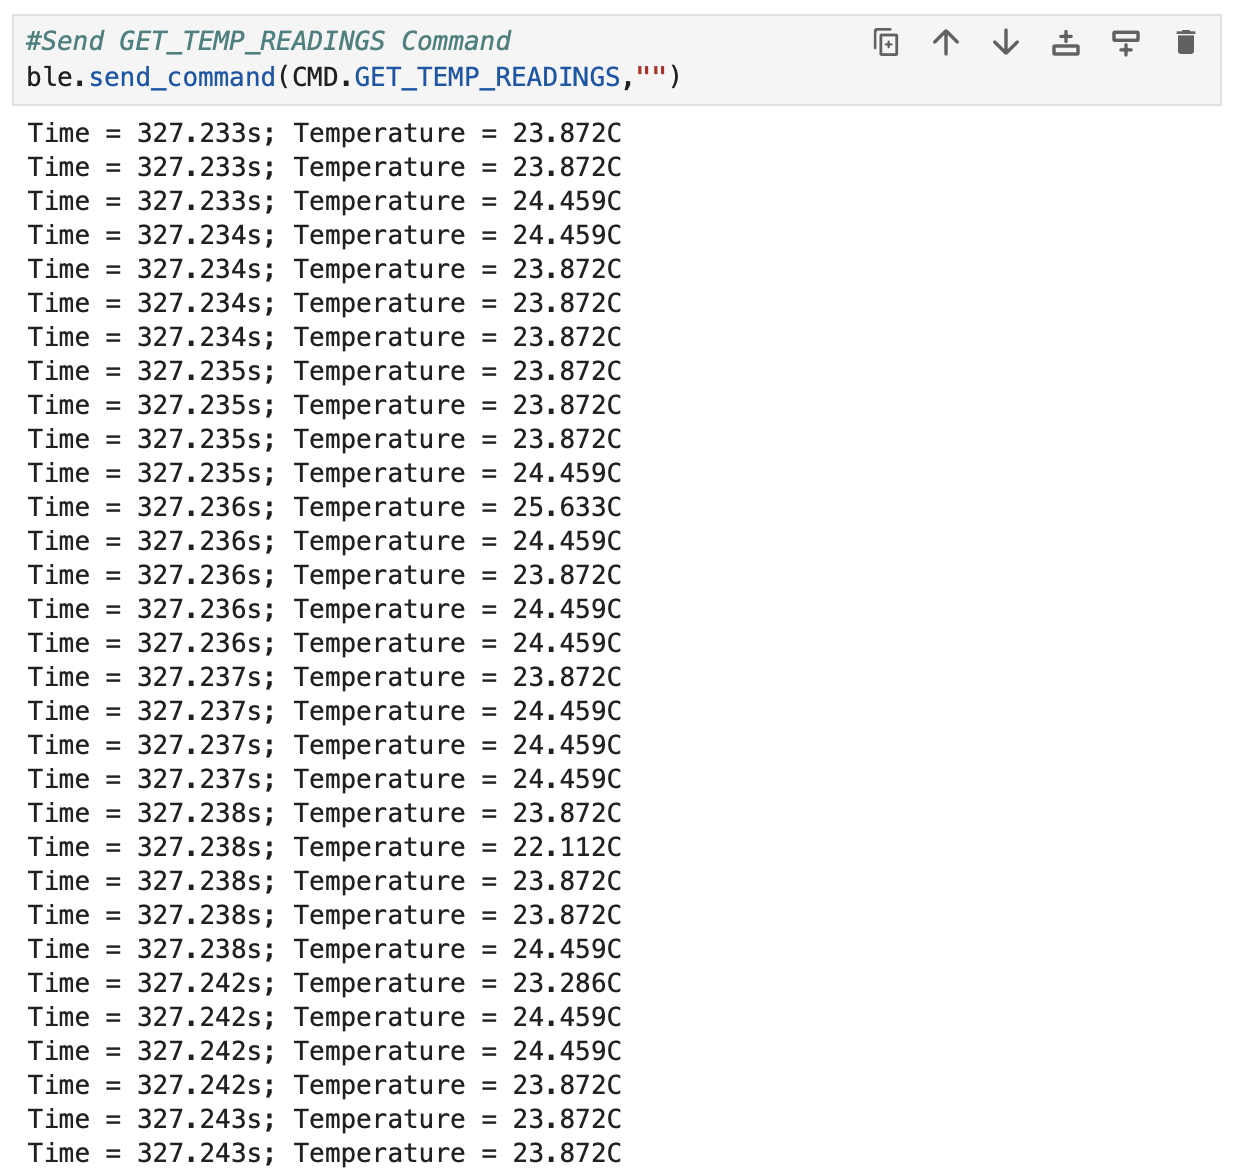 #Send GET_TEMP_READINGS Command
ble.send_command(CMD.GET_TEMP_READINGS,"")
Time = 327.233s; Temperature = 23.872C
Time = 327.233s; Temperature = 23.872C
Time = 327.233s; Temperature = 24.459C
Time = 327.234s; Temperature = 24.459C
Time = 327.234s; Temperature = 23.872C
Time = 327.234s; Temperature = 23.872C
Time = 327.234s; Temperature = 23.872C
Time = 327.235s; Temperature = 23.872C
Time = 327.235s; Temperature = 23.872C
Time = 327.235s; Temperature = 23.872C
Time = 327.235s; Temperature = 24.459C
Time = 327.236s; Temperature = 25.633C
Time = 327.236s; Temperature = 24.459C
Time = 327.236s; Temperature = 23.872C
Time = 327.236s; Temperature = 24.459C
Time = 327.236s; Temperature = 24.459C
Time = 327.237s; Temperature = 23.872C
Time = 327.237s; Temperature = 24.459C
Time = 327.237s; Temperature = 24.459C
Time = 327.237s; Temperature = 24.459C
Time = 327.238s; Temperature = 23.872C
Time = 327.238s; Temperature = 22.112C
Time = 327.238s; Temperature = 23.872C
Time = 327.238s; Temperature = 23.872C
Time = 327.238s; Temperature = 24.459C
Time = 327.242s; Temperature = 23.286C
Time = 327.242s; Temperature = 24.459C
Time = 327.242s; Temperature = 24.459C
Time = 327.242s; Temperature = 23.872C
Time = 327.243s; Temperature = 23.872C
Time = 327.243s; Temperature = 23.872C